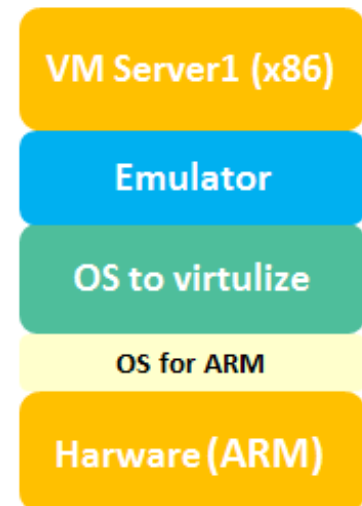 VM Server1 (x86)
Emulator
OS to virtulize
OS for ARM
Harware (ARM)